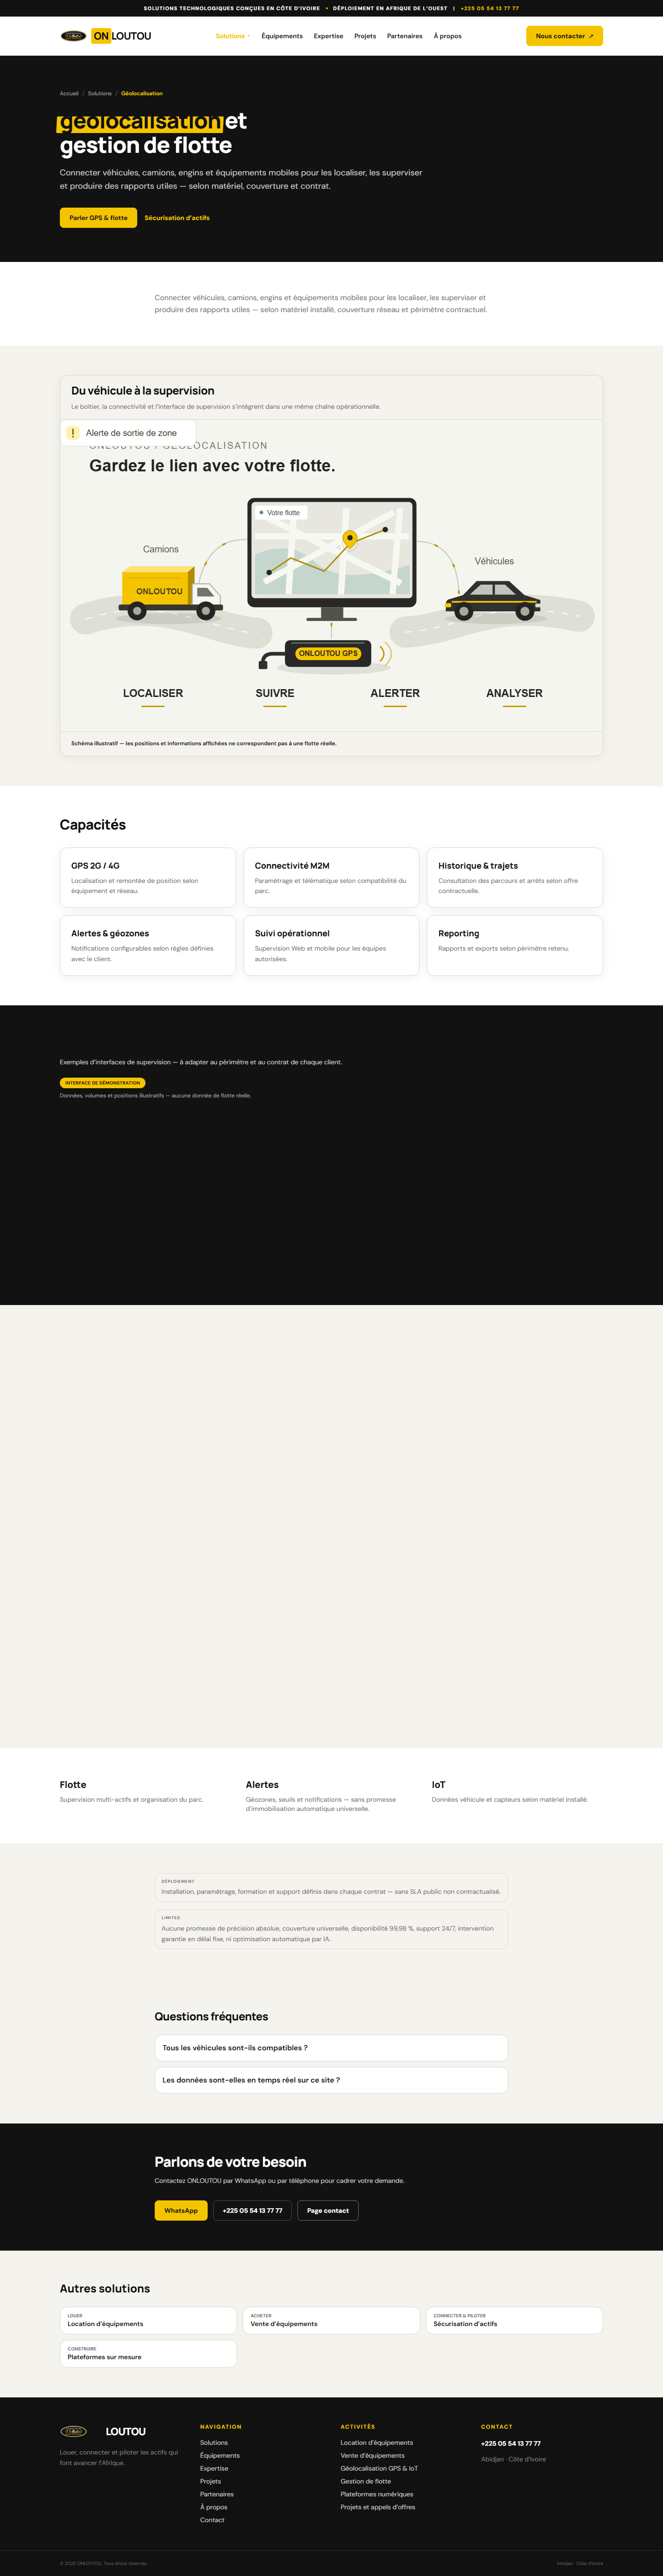 SOLUTIONS TECHNOLOGIQUES CONÇUES EN CÔTE D'IVOIRE • DÉPLOIEMENT EN AFRIQUE DE L'OUEST | +225 05 54 13 77 77
ONLOUTOU
Solutions Équipements Expertise Projets Partenaires À propos
Nous contacter ↗
Accueil / Solutions / Géolocalisation
géolocalisation et
gestion de flotte
Connecter véhicules, camions, engins et équipements mobiles pour les localiser, les superviser
et produire des rapports utiles — selon matériel, couverture et contrat.
Parler GPS & flotte
Sécurisation d'actifs
Connecter véhicules, camions, engins et équipements mobiles pour les localiser, les superviser et
produire des rapports utiles — selon matériel installé, couverture réseau et périmètre contractuel.
Du véhicule à la supervision
Le boîtier, la connectivité et l'interface de supervision s'intègrent dans une même chaîne opérationnelle.
! Alerte de sortie de zone
ONLOUTOU / GÉOLOCALISATION
Gardez le lien avec votre flotte.
Votre flotte
Camions
Véhicules
ONLOUTOU
ONLOUTOU GPS
LOCALISER
SUIVRE
ALERTER
ANALYSER
Schéma illustratif — les positions et informations affichées ne correspondent pas à une flotte réelle.
Capacités
GPS 2G / 4G
Localisation et remontée de position selon
équipement et réseau.
Connectivité M2M
Paramétrage et télématique selon compatibilité du
parc.
Historique & trajets
Consultation des parcours et arrêts selon offre
contractuelle.
Alertes & géozones
Notifications configurables selon règles définies
avec le client.
Suivi opérationnel
Supervision Web et mobile pour les équipes
autorisées.
Reporting
Rapports et exports selon périmètre retenu.
Exemples d'interfaces de supervision — à adapter au périmètre et au contrat de chaque client.
INTERFACE DE DÉMONSTRATION
Données, volumes et positions illustratifs — aucune donnée de flotte réelle.
Flotte
Supervision multi-actifs et organisation du parc.
Alertes
Géozones, seuils et notifications — sans promesse
d'immobilisation automatique universelle.
IoT
Données véhicule et capteurs selon matériel installé.
DÉPLOIEMENT
Installation, paramétrage, formation et support définis dans chaque contrat — sans SLA public non contractualisé.
LIMITES
Aucune promesse de précision absolue, couverture universelle, disponibilité 99,98 %, support 24/7, intervention
garantie en délai fixe, ni optimisation automatique par IA.
Questions fréquentes
Tous les véhicules sont-ils compatibles ?
Les données sont-elles en temps réel sur ce site ?
Parlons de votre besoin
Contactez ONLOUTOU par WhatsApp ou par téléphone pour cadrer votre demande.
WhatsApp
+225 05 54 13 77 77
Page contact
Autres solutions
LOUER
Location d'équipements
ACHETER
Vente d'équipements
CONNECTER & PILOTER
Sécurisation d'actifs
CONSTRUIRE
Plateformes sur mesure
LOUTOU
Louer, connecter et piloter les actifs qui
font avancer l'Afrique.
NAVIGATION
Solutions
Équipements
Expertise
Projets
Partenaires
À propos
Contact
ACTIVITÉS
Location d'équipements
Vente d'équipements
Géolocalisation GPS & IoT
Gestion de flotte
Plateformes numériques
Projets et appels d'offres
CONTACT
+225 05 54 13 77 77
Abidjan · Côte d'Ivoire
© 2026 ONLOUTOU. Tous droits réservés.
Abidjan · Côte d'Ivoire